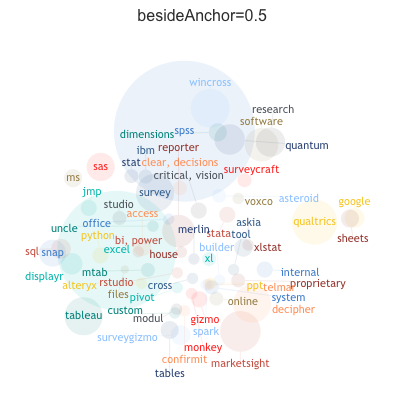 besideAnchor=0.5
wincross
research
software
dimensions
spss
quantum
ibm
reporter
stat
clear, decisions
sas
critical, vision
surveycraft
ms
jmp
survey
asteroid
google
studio
voxco
access
office
uncle
python
merlin
stata
askia
tool
qualtrics
sheets
bi, power
sql
snap
excel
house
builder
xl
xlstat
displayr
mtab
internal
alteryx
rstudio
cross
ppt
telmar
proprietary
files
pivot
online
system
tableau
custom
decipher
modul
gizmo
surveygizmo
spark
monkey
confirmit
marketsight
tables